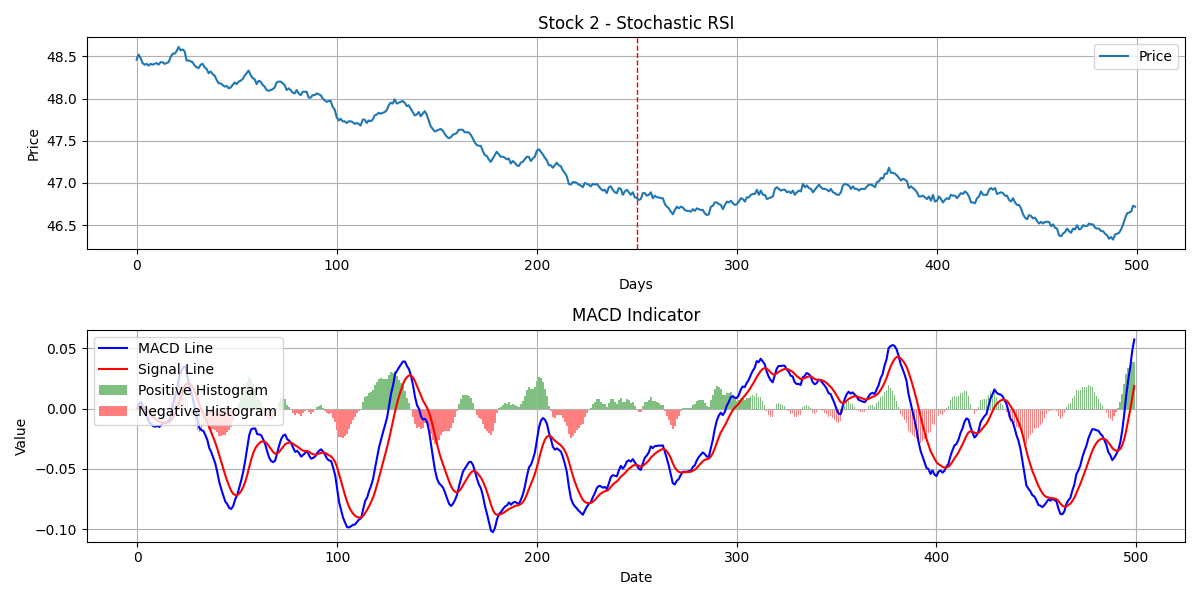 Stock 2 - Stochastic RSI
Price
48.5
48.0
47.5
47.0
46.5
Price
0
100
200
300
400
500
Days
MACD Indicator
MACD Line
Signal Line
Positive Histogram
Negative Histogram
0.05
0.00
−0.05
−0.10
Value
0
100
200
300
400
500
Date